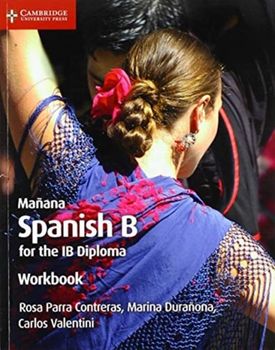 CAMBRIDGE
UNIVERSITY PRESS
Mañana
Spanish B
for the IB Diploma
Workbook
Rosa Parra Contreras, Marina Durañona,
Carlos Valentini